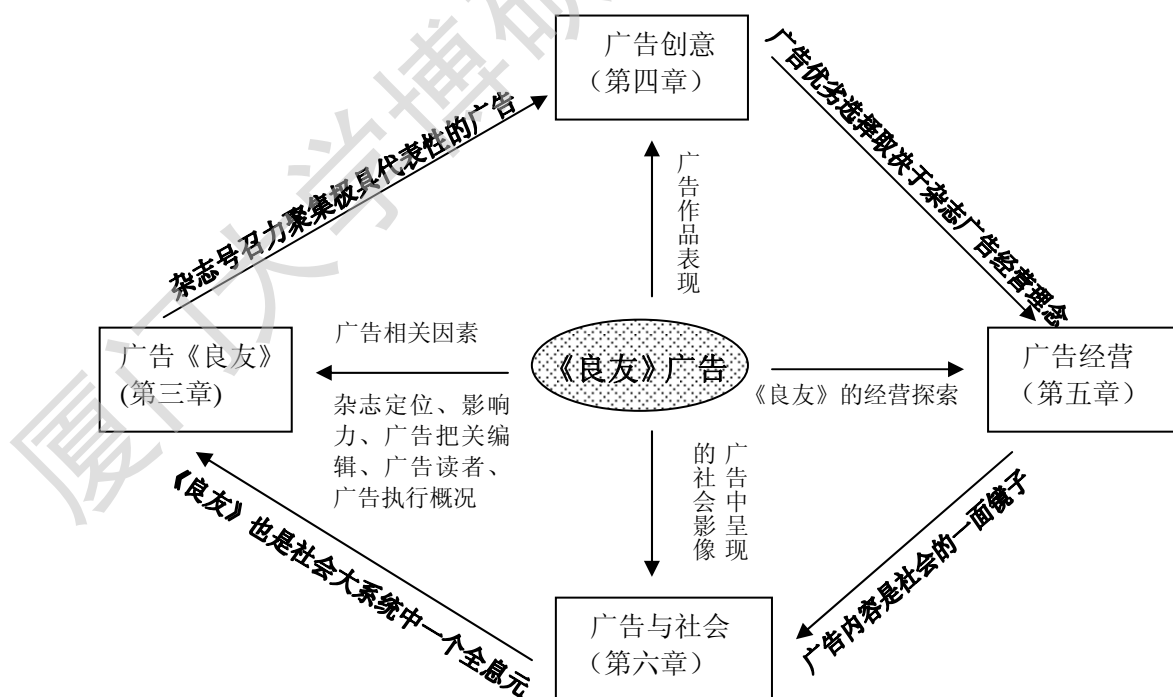 广告创意
（第四章）
广告优劣选择取决于杂志广告经营理念
杂志号召力聚集极具代表性的广告
广告作品表现
广告《良友》
(第三章)
广告相关因素
杂志定位、影响
力、广告把关编
辑、广告读者、
广告执行概况
《良友》广告
《良友》的经营探索
广告经营
（第五章）
广告中呈现
的社会影像
《良友》也是社会大系统中一个全息元
广告内容是社会的一面镜子
广告与社会
（第六章）
厦门大学博硕